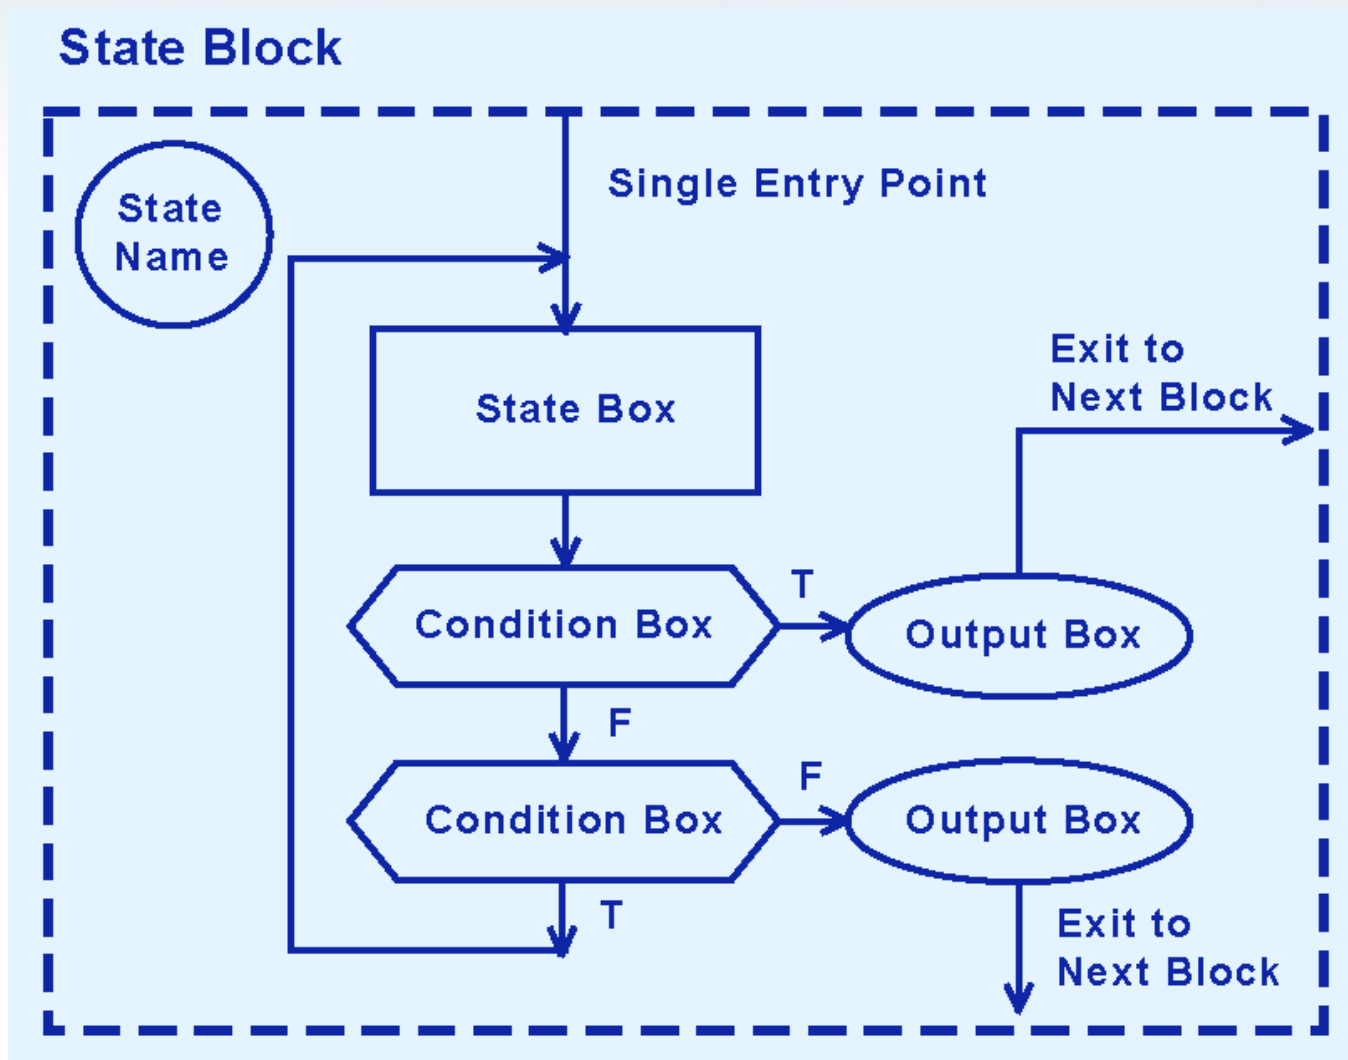 State Block
State
Name
Single Entry Point
State Box
Exit to
Next Block
Condition Box
T
Output Box
F
Condition Box
F
Output Box
T
Exit to
Next Block